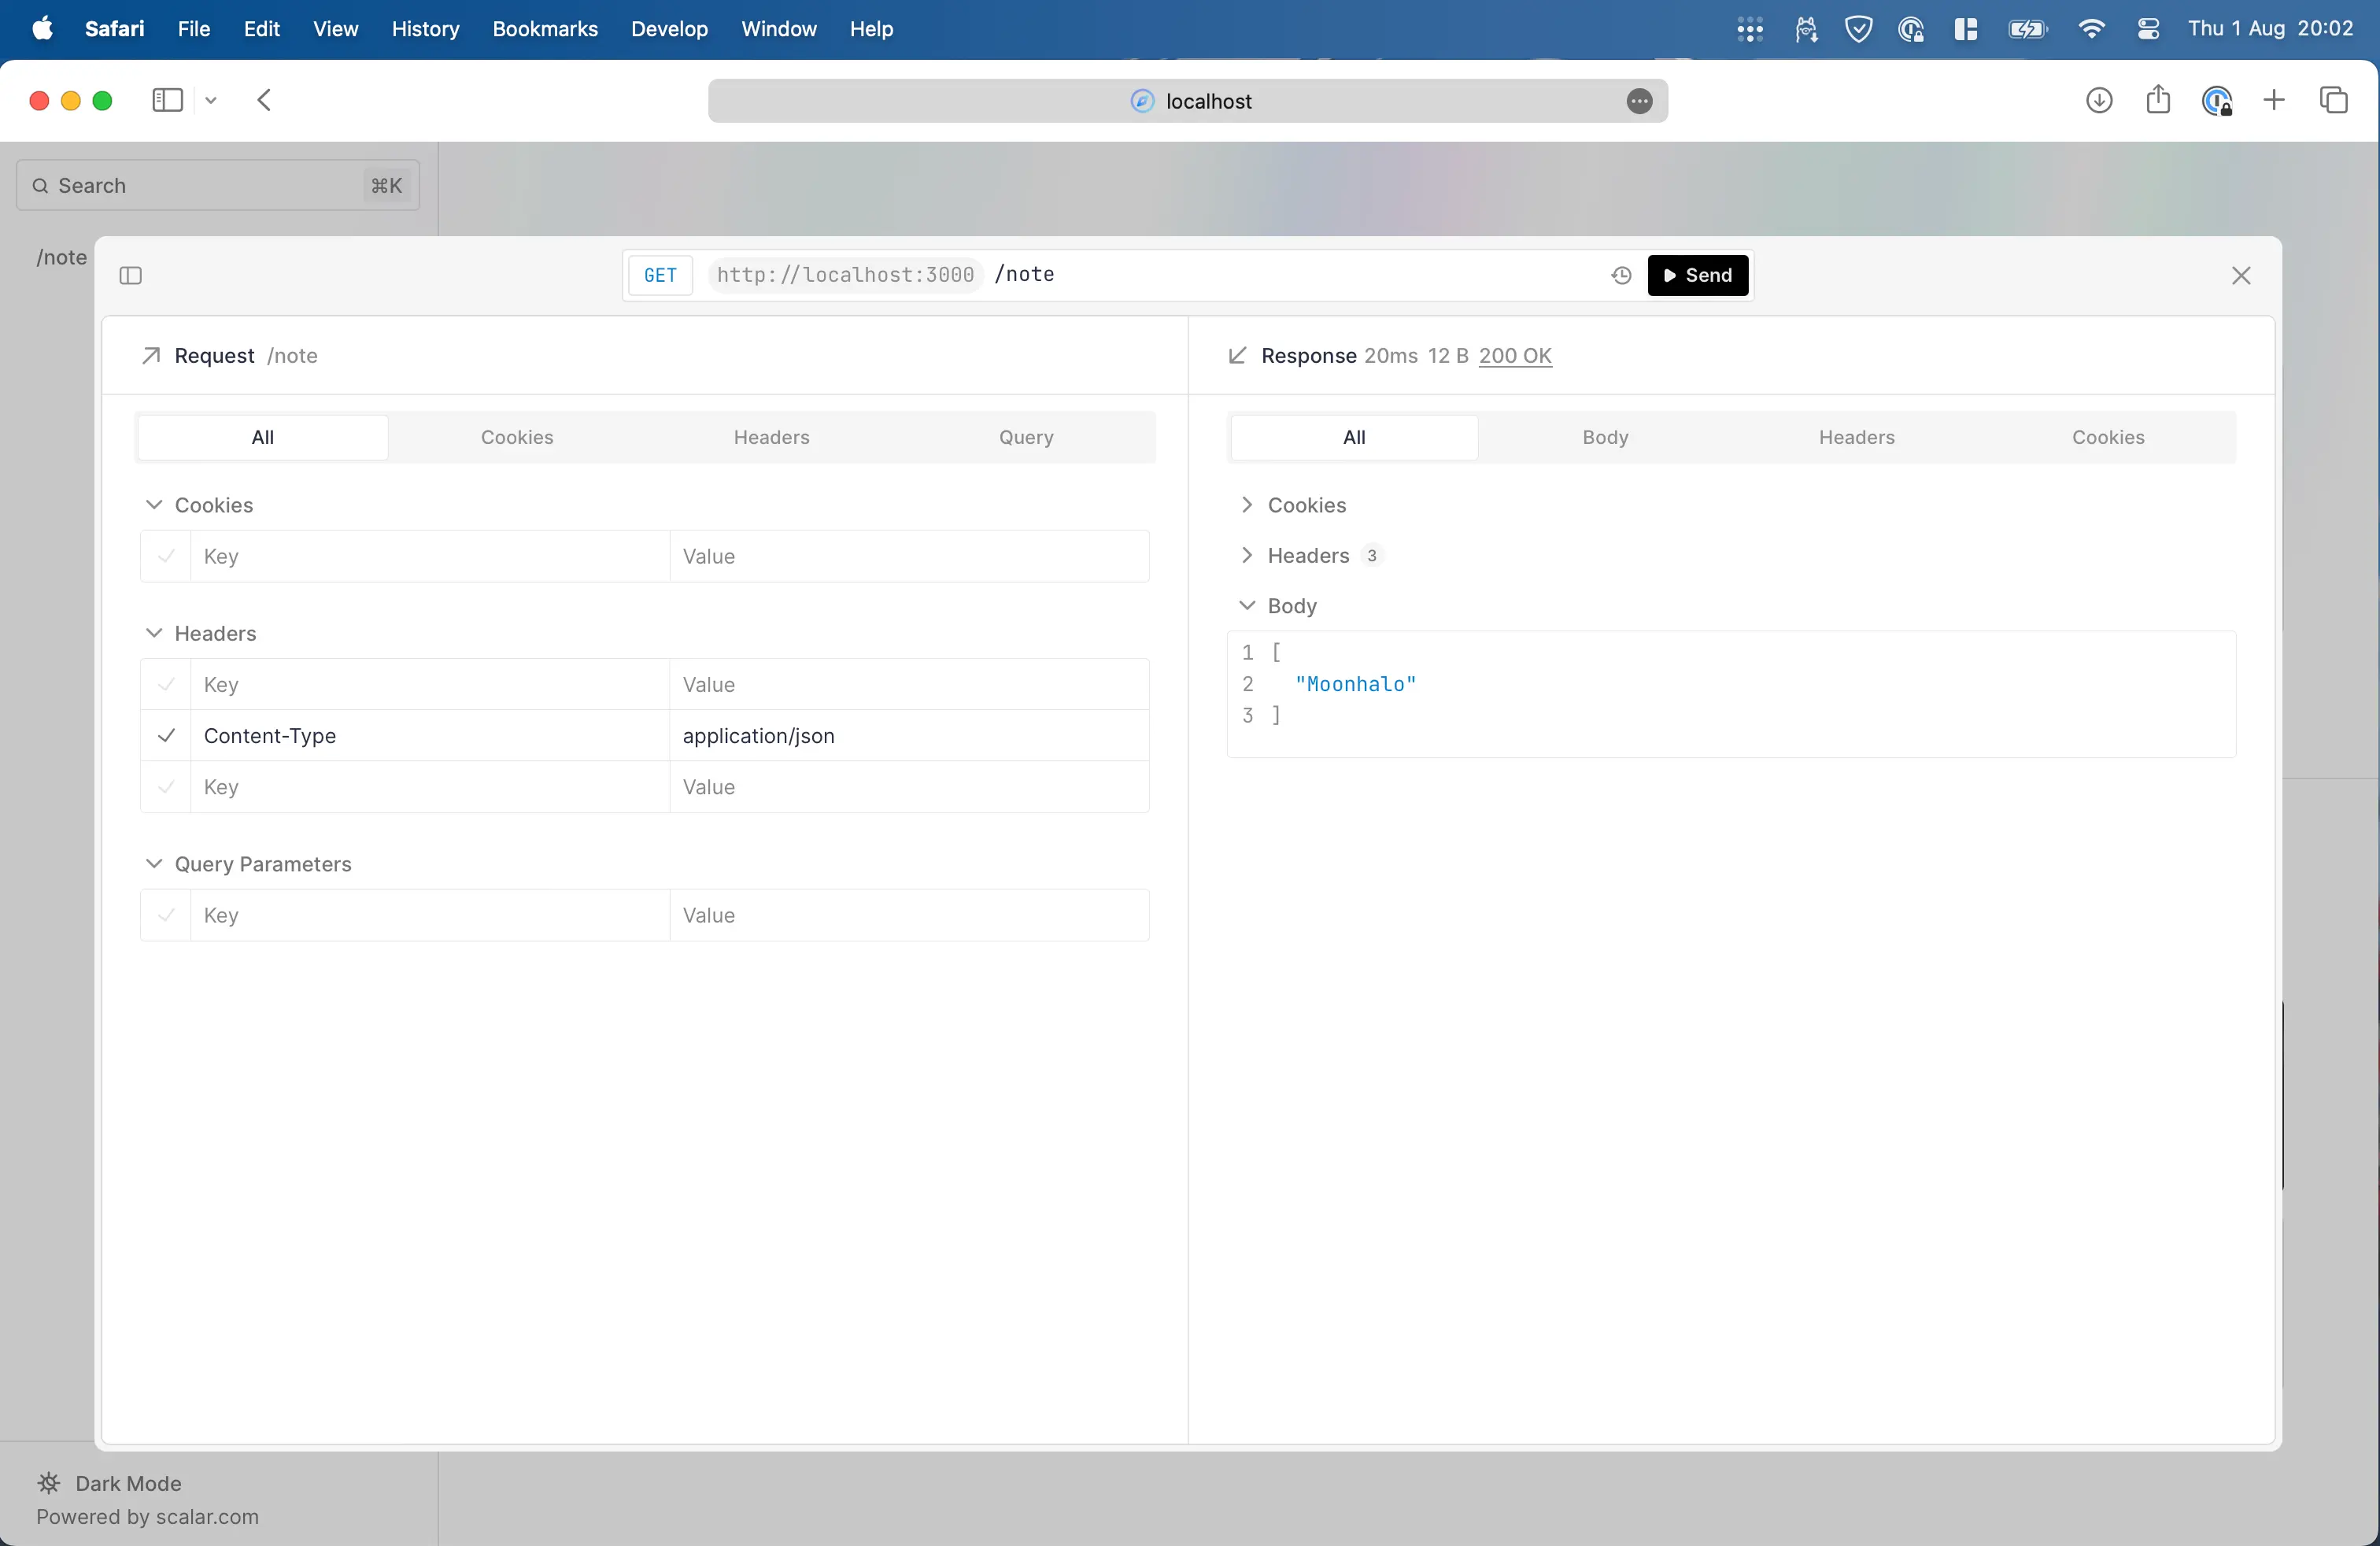 Safari File Edit View History Bookmarks Develop Window Help Thu 1 Aug 20:02
localhost
Search ⌘K
/note
GET http://localhost:3000 /note Send
Request /note
Response 20ms 12 B 200 OK
All Cookies Headers Query
All Body Headers Cookies
Cookies
Key Value
Headers
Key Value
Content-Type application/json
Key Value
Query Parameters
Key Value
Cookies
Headers 3
Body
1 [
2 "Moonhalo"
3 ]
Dark Mode
Powered by scalar.com